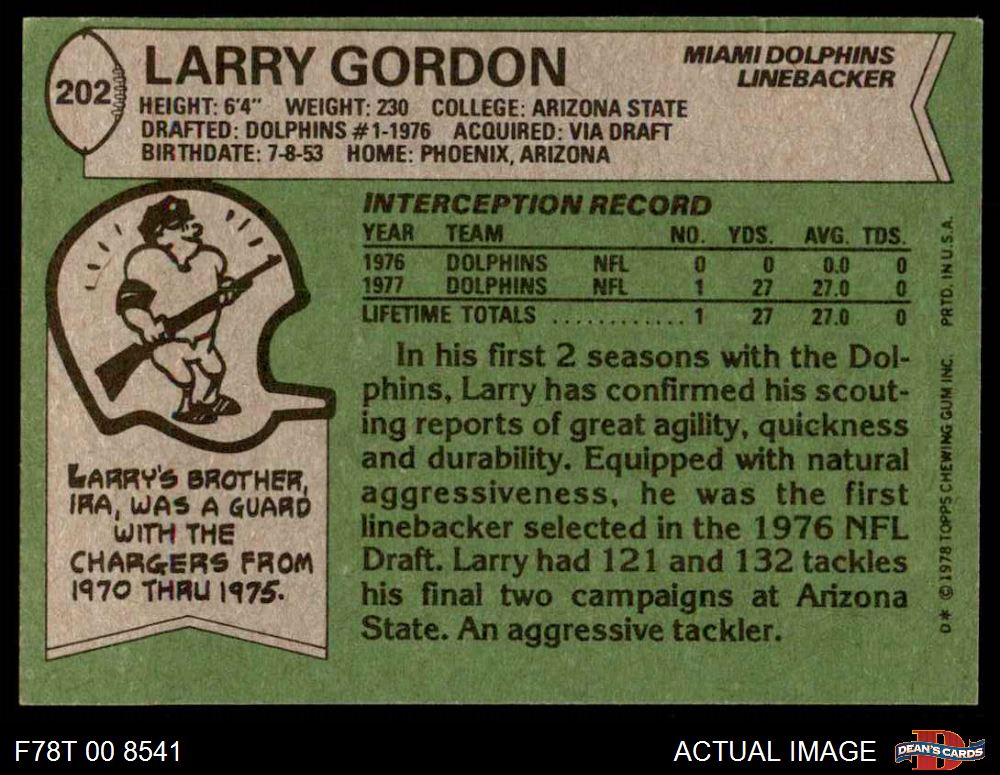 202
LARRY GORDON
MIAMI DOLPHINS
LINEBACKER
HEIGHT: 6'4" WEIGHT: 230 COLLEGE: ARIZONA STATE
DRAFTED: DOLPHINS #1-1976 ACQUIRED: VIA DRAFT
BIRTHDATE: 7-8-53 HOME: PHOENIX, ARIZONA
INTERCEPTION RECORD
YEAR TEAM NO. YDS. AVG. TDS.
1976 DOLPHINS NFL 0 0 0.0 0
1977 DOLPHINS NFL 1 27 27.0 0
LIFETIME TOTALS ............ 1 27 27.0 0
In his first 2 seasons with the Dol-
phins, Larry has confirmed his scout-
ing reports of great agility, quickness
and durability. Equipped with natural
aggressiveness, he was the first
linebacker selected in the 1976 NFL
Draft. Larry had 121 and 132 tackles
his final two campaigns at Arizona
State. An aggressive tackler.
LARRY'S BROTHER,
IRA, WAS A GUARD
WITH THE
CHARGERS FROM
1970 THRU 1975.
D* © 1978 TOPPS CHEWING GUM INC. PRTD. IN U.S.A.
F78T 00 8541
ACTUAL IMAGE
D
DEAN'S CARDS